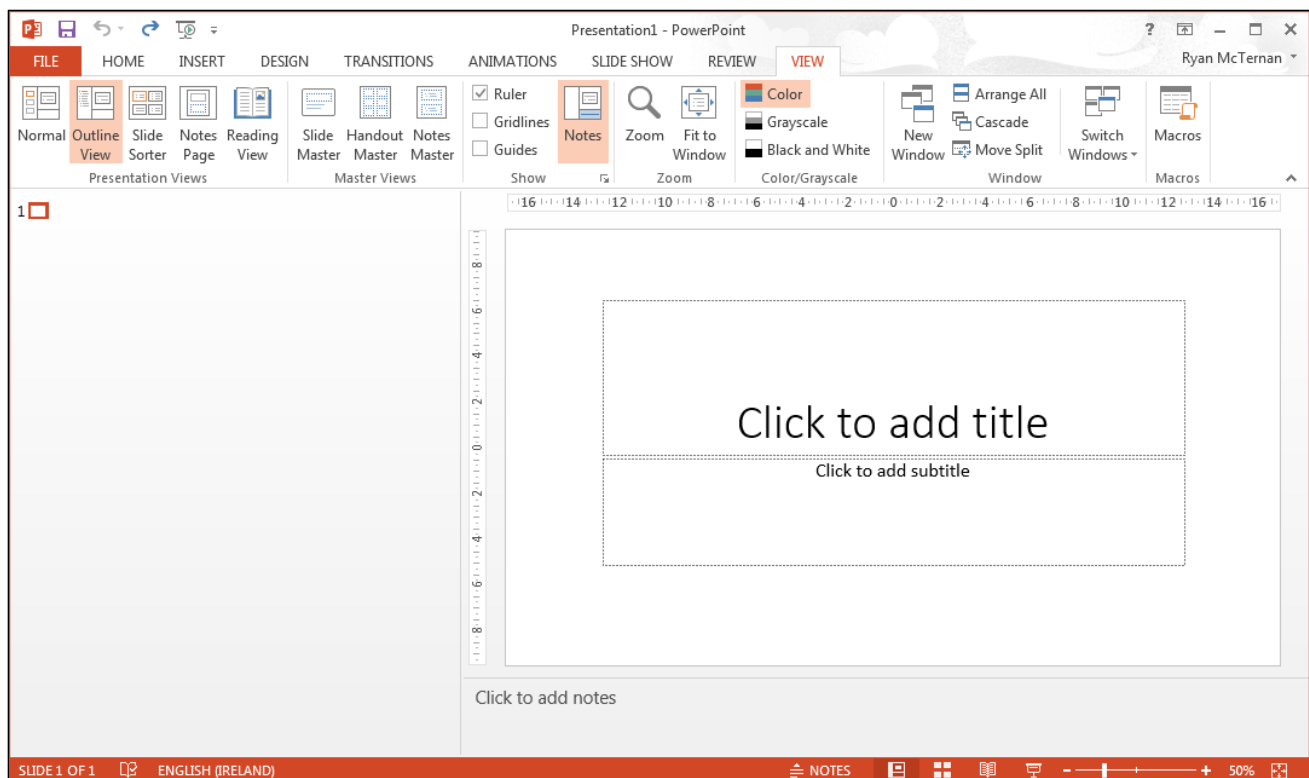 Presentation1 - PowerPoint ?
FILE HOME INSERT DESIGN TRANSITIONS ANIMATIONS SLIDE SHOW REVIEW VIEW Ryan McTernan
Normal
Outline View
Slide Sorter
Notes Page
Reading View
Presentation Views
Slide Master
Handout Master
Notes Master
Master Views
Ruler
Gridlines
Guides
Notes
Show
Zoom
Fit to Window
Zoom
Color
Grayscale
Black and White
Color/Grayscale
New Window
Arrange All
Cascade
Move Split
Switch Windows
Window
Macros
Macros
1
16 14 12 10 8 6 4 2 0 2 4 6 8 10 12 14 16
8 6 4 2 0 2 4 6 8
Click to add title
Click to add subtitle
Click to add notes
SLIDE 1 OF 1 ENGLISH (IRELAND) NOTES - + 50%